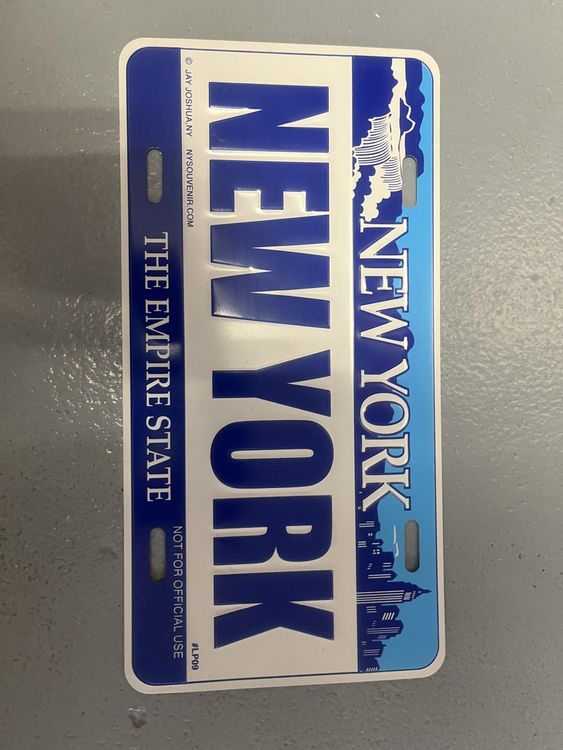 NEW YORK
NEW YORK
#LP09
© JAY JOSHUA,NY NYSOUVENIR.COM
THE EMPIRE STATE
NOT FOR OFFICIAL USE